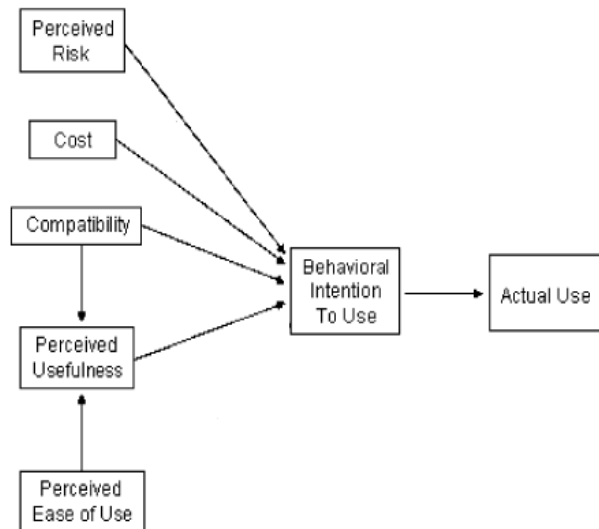 Perceived
Risk
Cost
Compatibility
Behavioral
Intention
To Use
Actual Use
Perceived
Usefulness
Perceived
Ease of Use